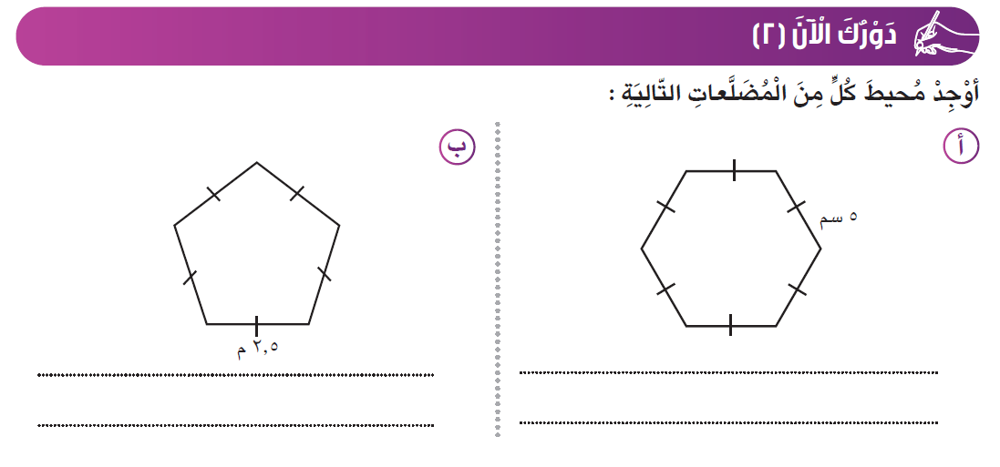 دَوْرُكَ الْآنَ (٢)
أَوْجِدْ مُحيطَ كُلٍّ مِنَ الْمُضَلَّعاتِ التّالِيَةِ :
أ
٥ سم
ب
٢,٥ م